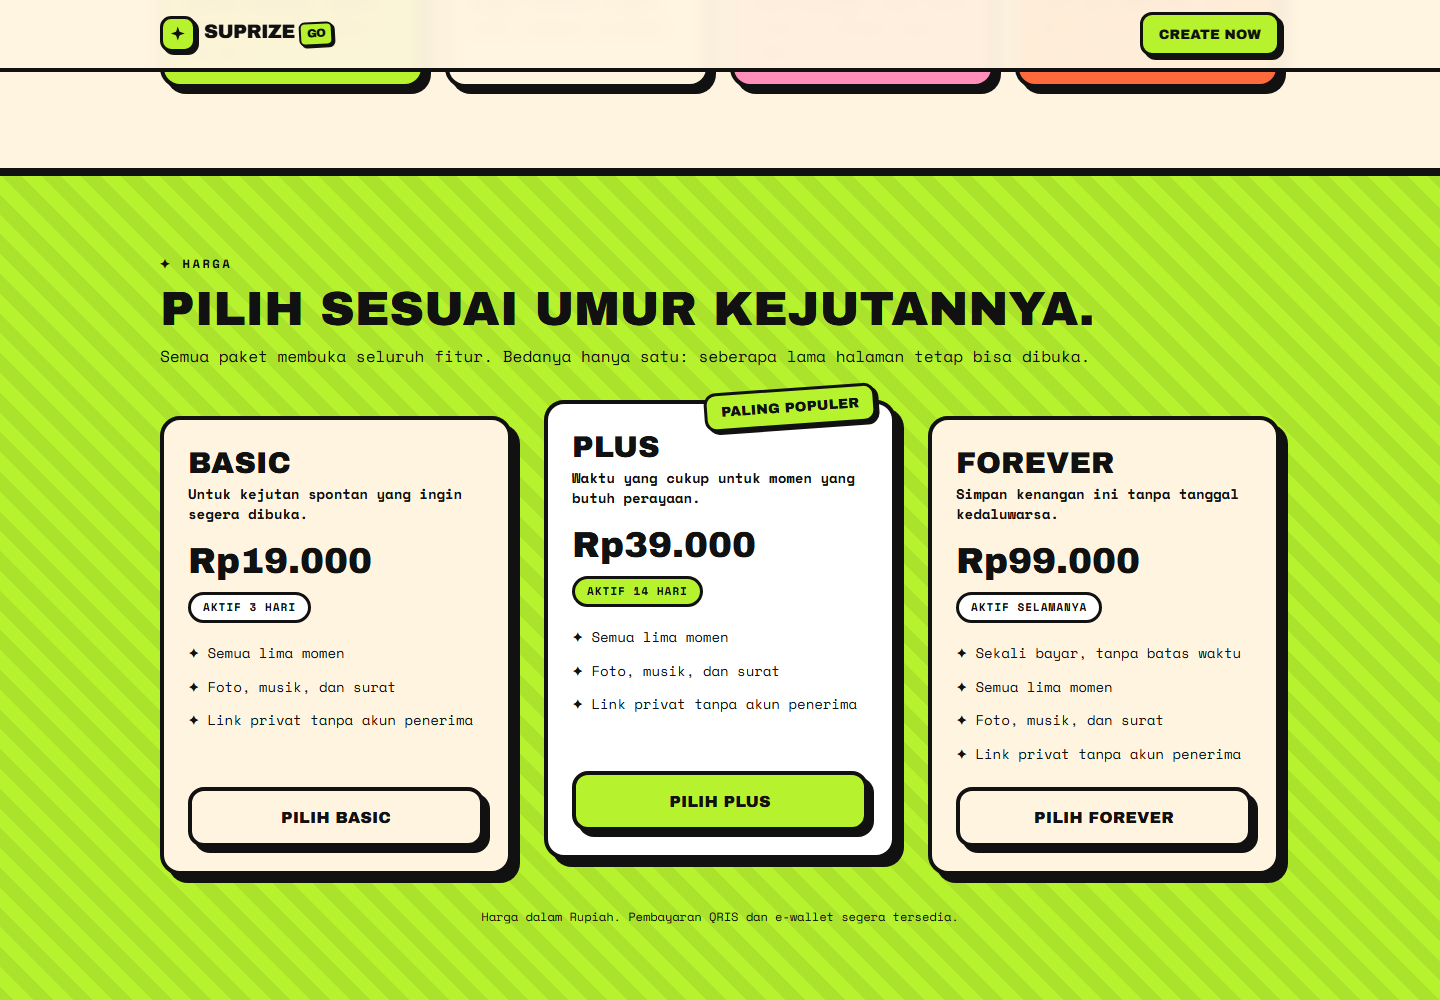 SUPRIZE GO
CREATE NOW
✦ HARGA
PILIH SESUAI UMUR KEJUTANNYA.
Semua paket membuka seluruh fitur. Bedanya hanya satu: seberapa lama halaman tetap bisa dibuka.
BASIC
Untuk kejutan spontan yang ingin
segera dibuka.
Rp19.000
AKTIF 3 HARI
✦ Semua lima momen
✦ Foto, musik, dan surat
✦ Link privat tanpa akun penerima
PILIH BASIC
PALING POPULER
PLUS
Waktu yang cukup untuk momen yang
butuh perayaan.
Rp39.000
AKTIF 14 HARI
✦ Semua lima momen
✦ Foto, musik, dan surat
✦ Link privat tanpa akun penerima
PILIH PLUS
FOREVER
Simpan kenangan ini tanpa tanggal
kedaluwarsa.
Rp99.000
AKTIF SELAMANYA
✦ Sekali bayar, tanpa batas waktu
✦ Semua lima momen
✦ Foto, musik, dan surat
✦ Link privat tanpa akun penerima
PILIH FOREVER
Harga dalam Rupiah. Pembayaran QRIS dan e-wallet segera tersedia.